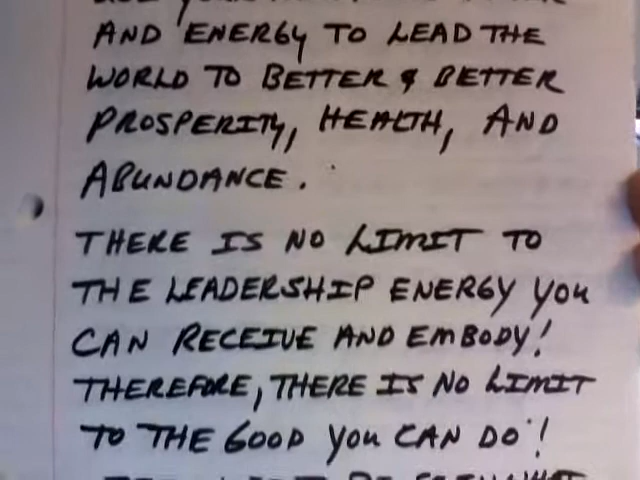 AND ENERGY TO LEAD THE
WORLD TO BETTER & BETTER
PROSPERITY, HEALTH, AND
ABUNDANCE.
THERE IS NO LIMIT TO
THE LEADERSHIP ENERGY YOU
CAN RECEIVE AND EMBODY!
THEREFORE, THERE IS NO LIMIT
TO THE GOOD YOU CAN DO!